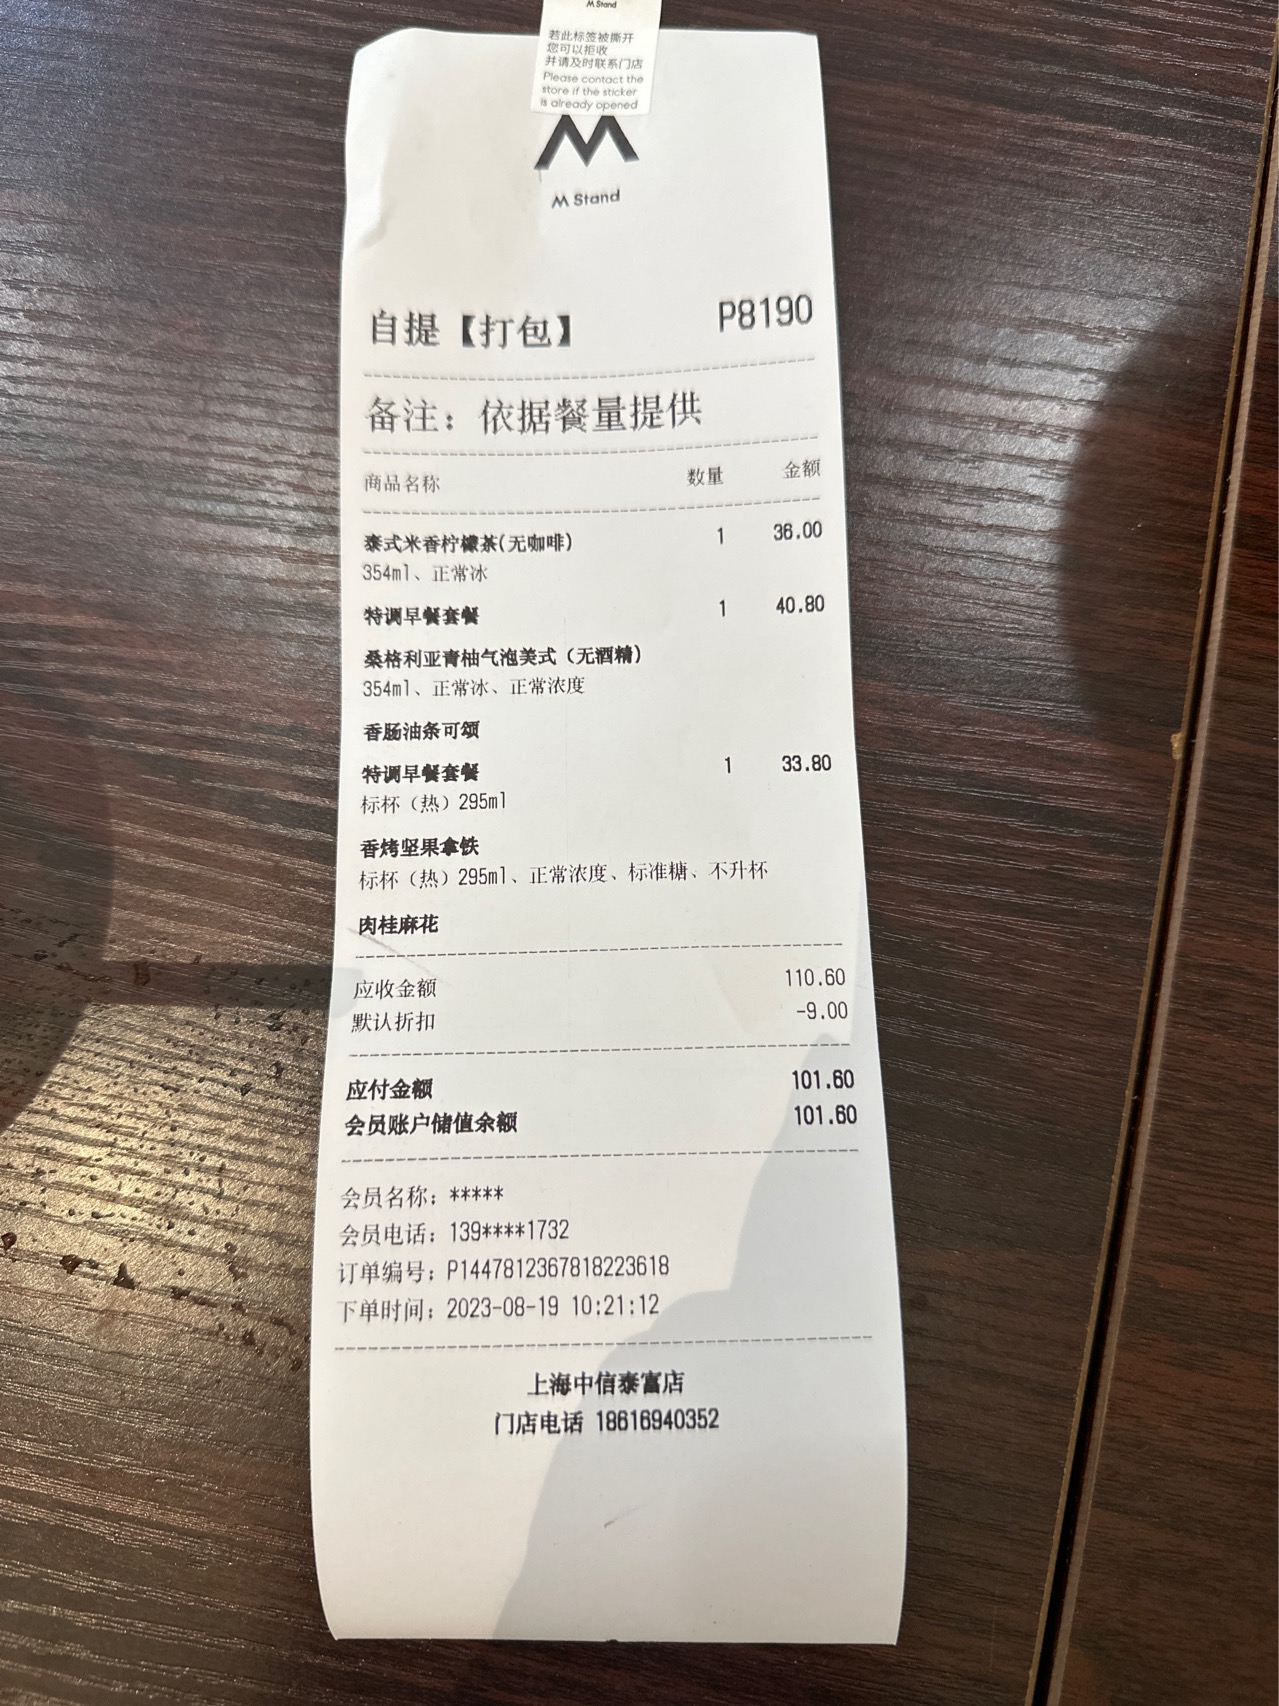 M Stand
若此标签被撕开
您可以拒收
并请及时联系门店
Please contact the
store if the sticker
is already opened
M Stand
自提【打包】 P8190
备注：依据餐量提供
商品名称 数量 金额
泰式米香柠檬茶(无咖啡) 1 36.00
354ml、正常冰
特调早餐套餐 1 40.80
桑格利亚青柚气泡美式（无酒精）
354ml、正常冰、正常浓度
香肠油条可颂
特调早餐套餐 1 33.80
标杯（热）295ml
香烤坚果拿铁
标杯（热）295ml、正常浓度、标准糖、不升杯
肉桂麻花
应收金额 110.60
默认折扣 -9.00
应付金额 101.60
会员账户储值余额 101.60
会员名称：*****
会员电话：139****1732
订单编号：P1447812367818223618
下单时间：2023-08-19 10:21:12
上海中信泰富店
门店电话 18616940352